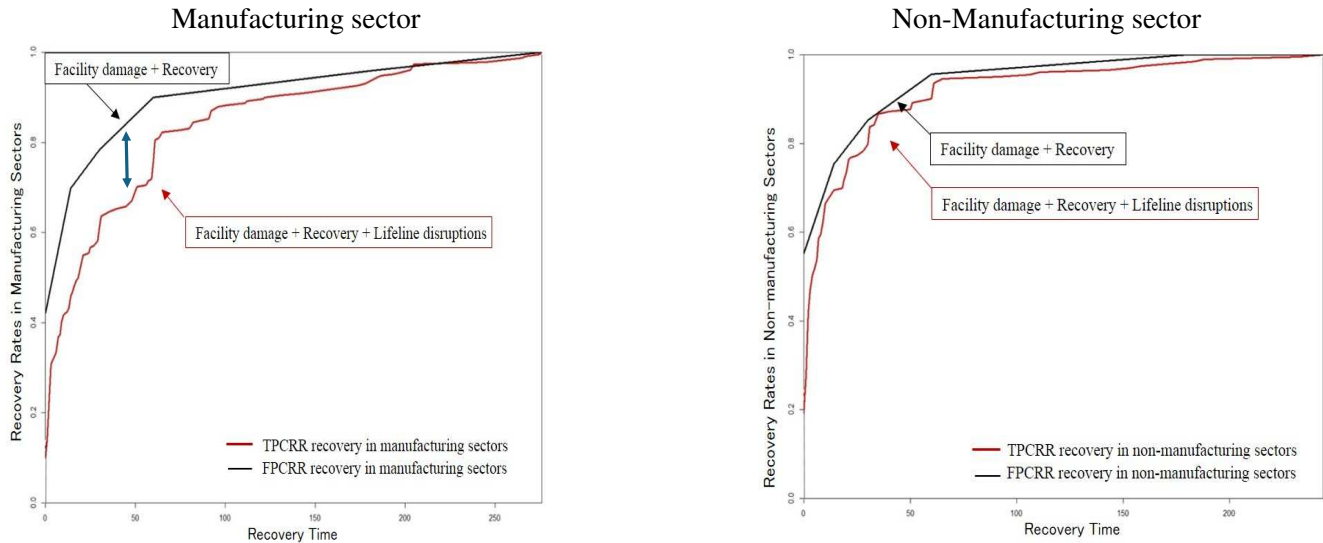 Manufacturing sector
Facility damage + Recovery
Facility damage + Recovery + Lifeline disruptions
TPCRR recovery in manufacturing sectors
FPCRR recovery in manufacturing sectors
Recovery Rates in Manufacturing Sectors
0.0
0.2
0.4
0.6
0.8
1.0
0
50
100
150
200
250
Recovery Time
Non-Manufacturing sector
Facility damage + Recovery
Facility damage + Recovery + Lifeline disruptions
TPCRR recovery in non-manufacturing sectors
FPCRR recovery in non-manufacturing sectors
Recovery Rates in Non-manufacturing Sectors
0.0
0.2
0.4
0.6
0.8
1.0
0
50
100
150
200
Recovery Time